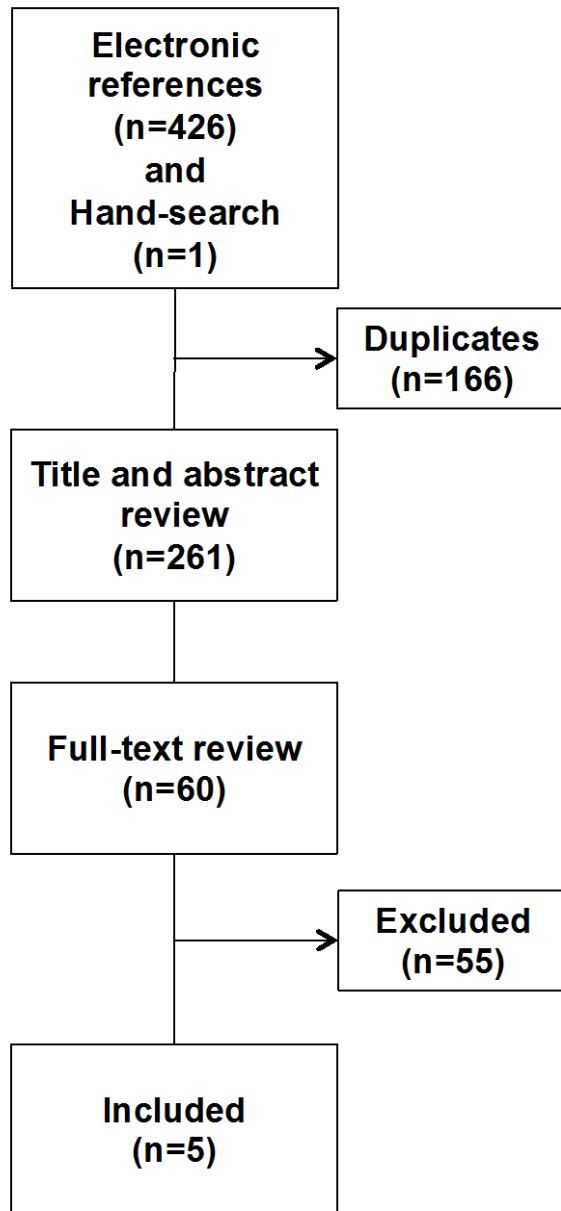 Electronic
references
(n=426)
and
Hand-search
(n=1)
Duplicates
(n=166)
Title and abstract
review
(n=261)
Full-text review
(n=60)
Excluded
(n=55)
Included
(n=5)